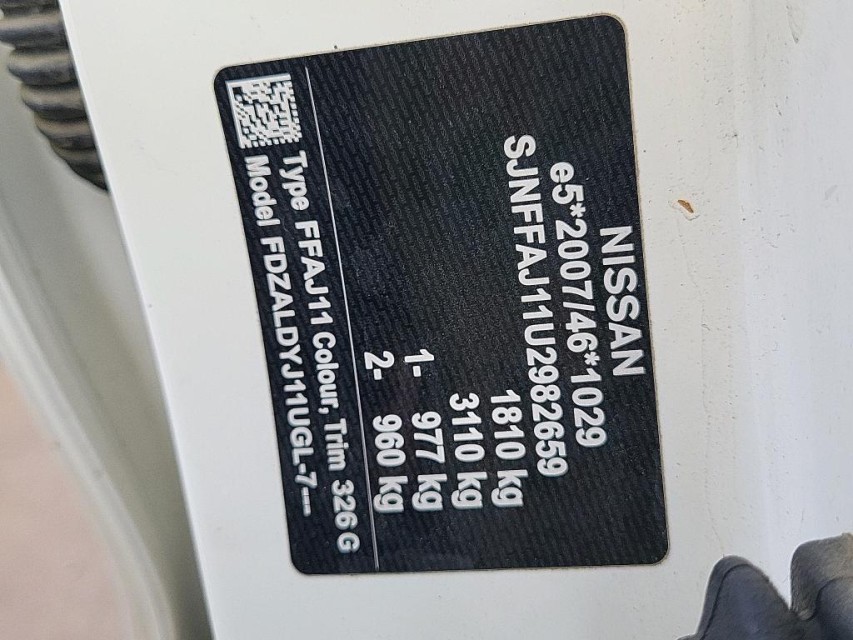 NISSAN
e5*2007/46*1029
SJNFFAJ11U2982659
1810 kg
3110 kg
1- 977 kg
2- 960 kg
Type FFAJ11 Colour, Trim 326 G
Model FDZALDYJ11UGL-7---